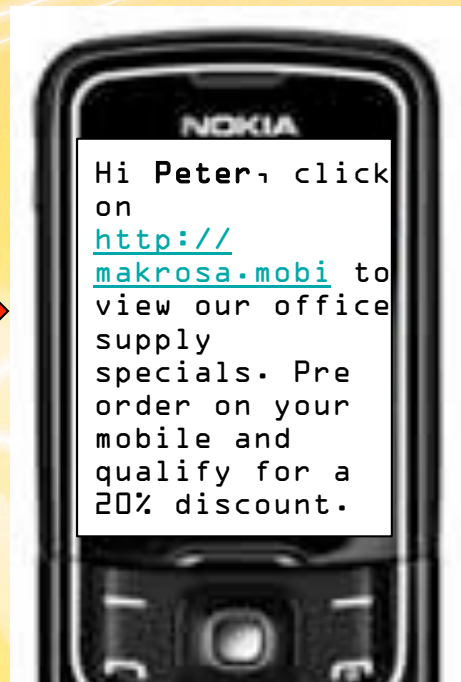 NOKIA
Hi Peter, click
on
http://
makrosa.mobi to
view our office
supply
specials. Pre
order on your
mobile and
qualify for a
20% discount.